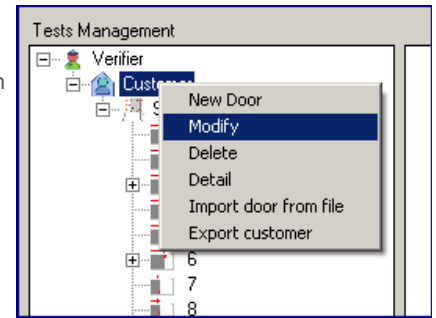 Tests Management
Verifier
New Door
Modify
Delete
Detail
Import door from file
Export customer
6
7
8